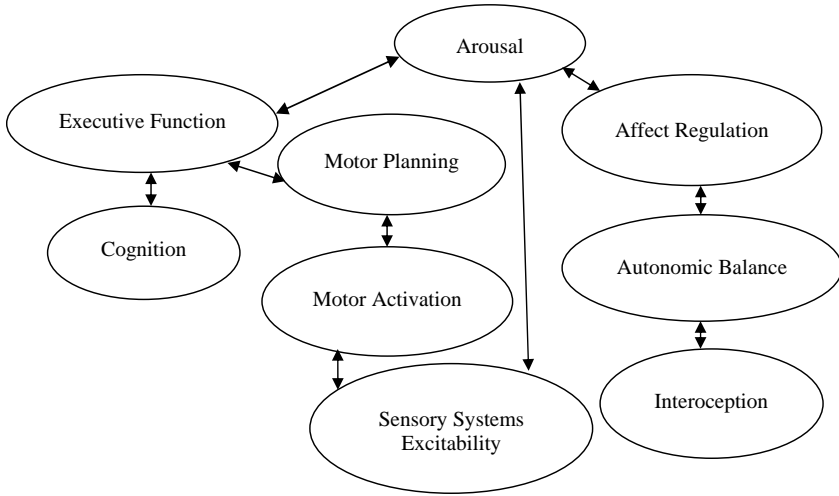 Arousal
Executive Function
Affect Regulation
Motor Planning
Cognition
Autonomic Balance
Motor Activation
Interoception
Sensory Systems
Excitability